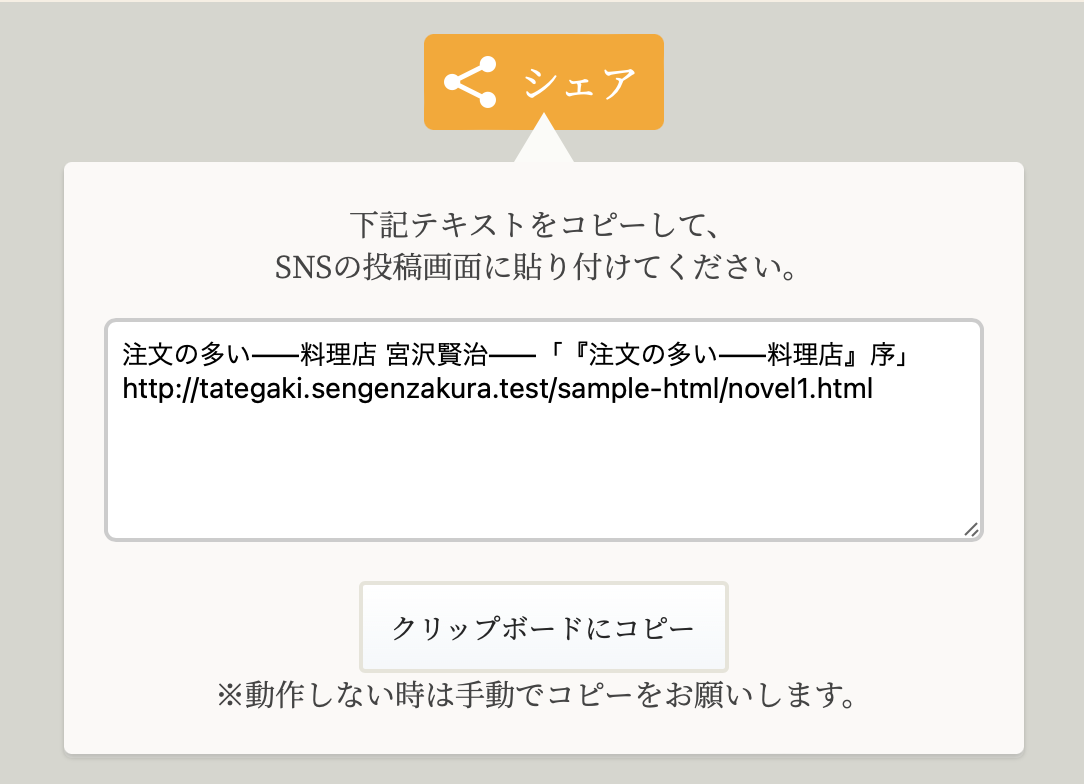 シェア
下記テキストをコピーして、
SNSの投稿画面に貼り付けてください。
注文の多い――料理店 宮沢賢治――「『注文の多い――料理店』序」
http://tategaki.sengenzakura.test/sample-html/novel1.html
クリップボードにコピー
※動作しない時は手動でコピーをお願いします。